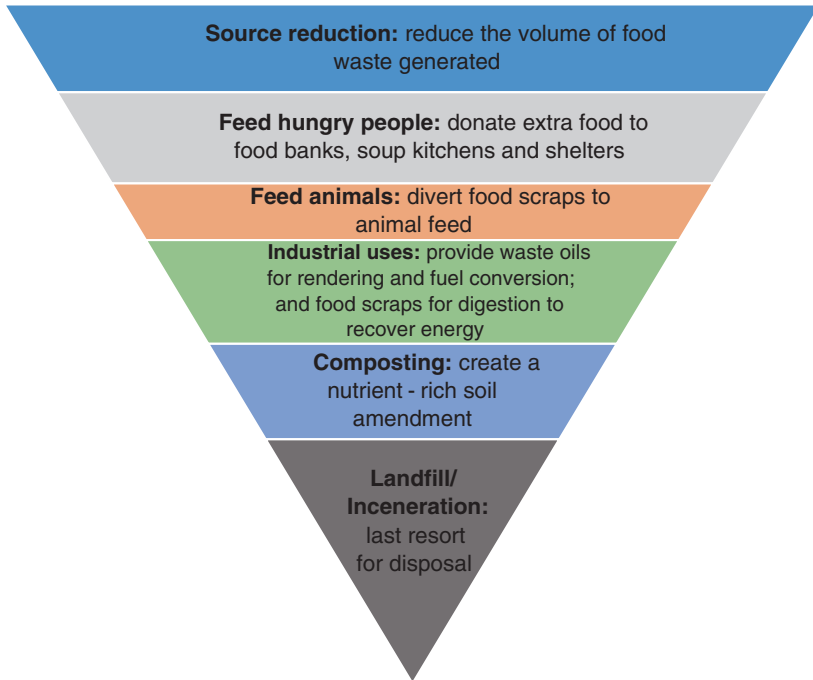 Source reduction: reduce the volume of food
waste generated
Feed hungry people: donate extra food to
food banks, soup kitchens and shelters
Feed animals: divert food scraps to
animal feed
Industrial uses: provide waste oils
for rendering and fuel conversion;
and food scraps for digestion to
recover energy
Composting: create a
nutrient - rich soil
amendment
Landfill/
Inceneration:
last resort
for disposal